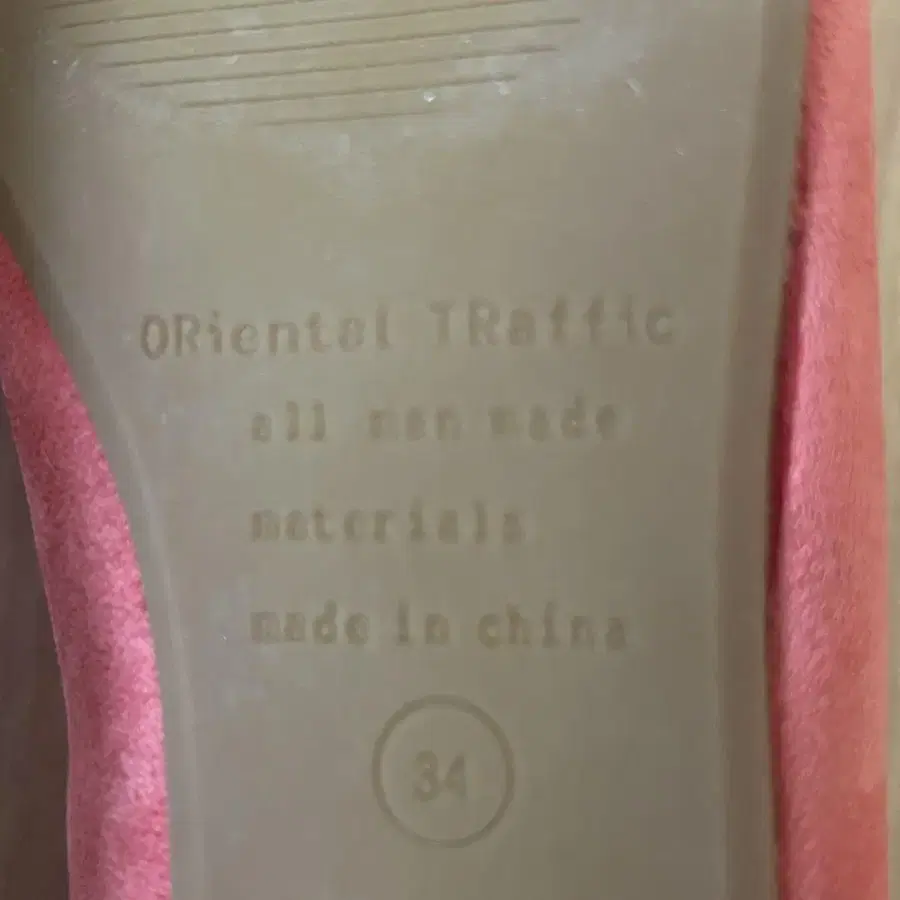 ORiental TRaffic
all man made
materials
made in china
34